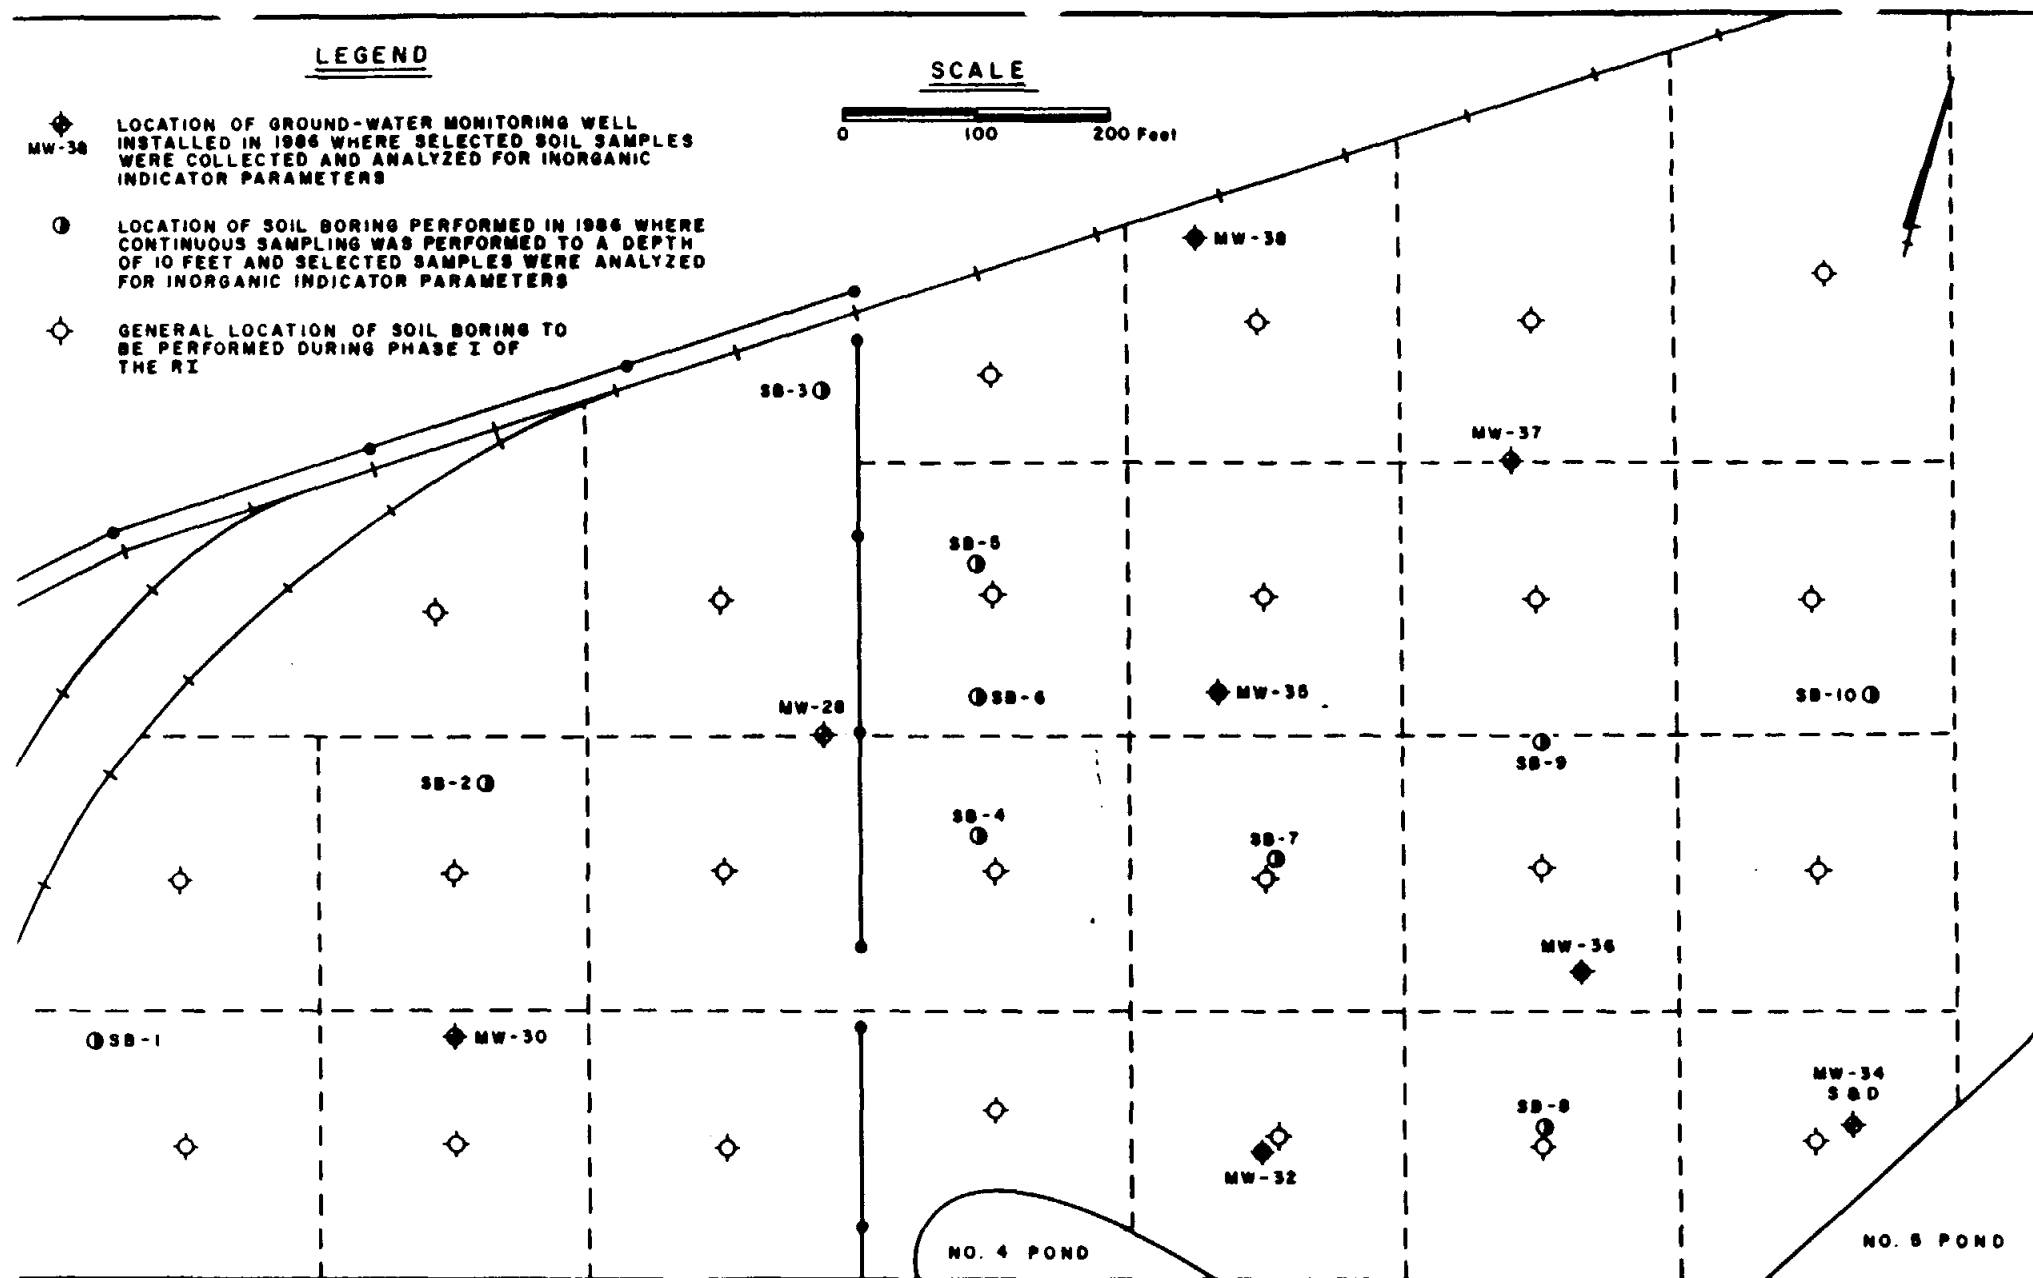 LEGEND
MW-38
LOCATION OF GROUND-WATER MONITORING WELL
INSTALLED IN 1986 WHERE SELECTED SOIL SAMPLES
WERE COLLECTED AND ANALYZED FOR INORGANIC
INDICATOR PARAMETERS
LOCATION OF SOIL BORING PERFORMED IN 1986 WHERE
CONTINUOUS SAMPLING WAS PERFORMED TO A DEPTH
OF 10 FEET AND SELECTED SAMPLES WERE ANALYZED
FOR INORGANIC INDICATOR PARAMETERS
GENERAL LOCATION OF SOIL BORING TO
BE PERFORMED DURING PHASE I OF
THE RI
SCALE
0 100 200 Feet
MW-38
SB-3
MW-37
SB-5
SB-6
MW-35
SB-10
MW-28
SB-9
SB-2
SB-4
SB-7
MW-36
SB-1
MW-30
MW-34
S & D
SB-8
MW-32
NO. 4 POND
NO. 5 POND